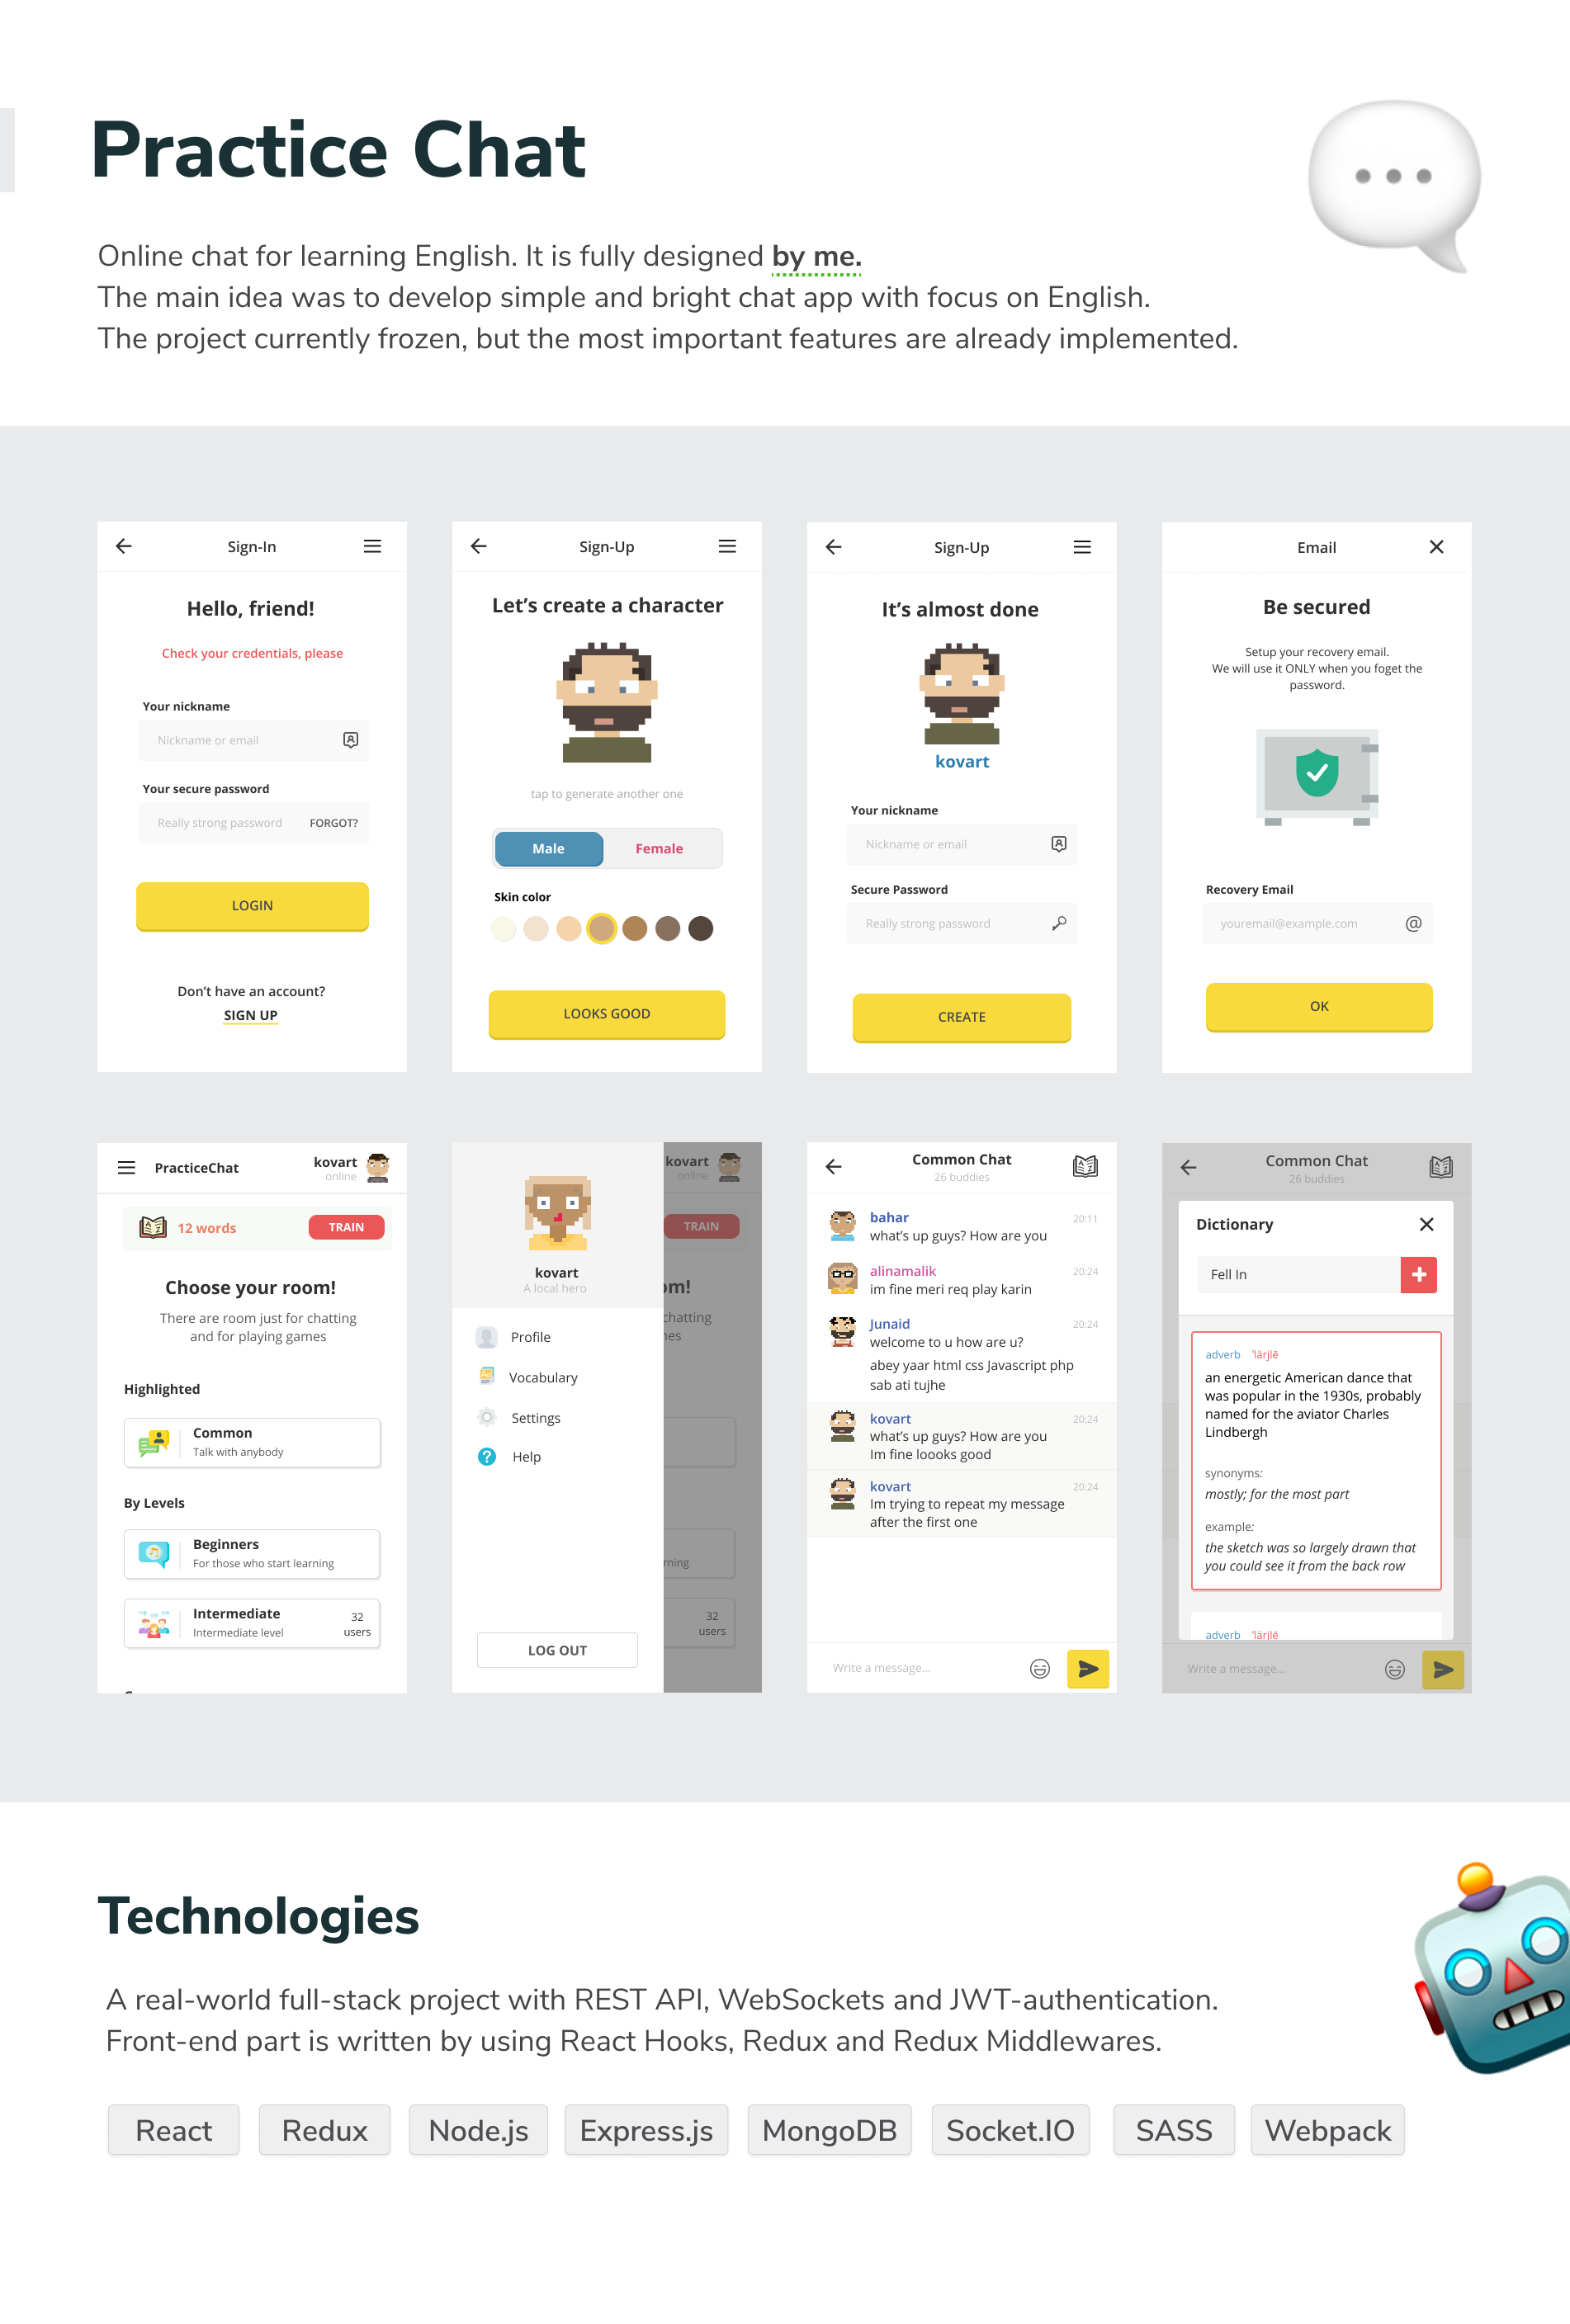 Practice Chat
Online chat for learning English. It is fully designed by me.
The main idea was to develop simple and bright chat app with focus on English.
The project currently frozen, but the most important features are already implemented.
Sign-In
Hello, friend!
Check your credentials, please
Your nickname
Nickname or email
Your secure password
Really strong password FORGOT?
LOGIN
Don't have an account?
SIGN UP
Sign-Up
Let's create a character
tap to generate another one
Male Female
Skin color
LOOKS GOOD
Sign-Up
It's almost done
kovart
Your nickname
Nickname or email
Secure Password
Really strong password
CREATE
Email
Be secured
Setup your recovery email.
We will use it ONLY when you foget the
password.
Recovery Email
youremail@example.com @
OK
PracticeChat kovart
online
12 words TRAIN
Choose your room!
There are room just for chatting
and for playing games
Highlighted
Common
Talk with anybody
By Levels
Beginners
For those who start learning
Intermediate
Intermediate level
32
users
kovart
A local hero
Profile
Vocabulary
Settings
Help
LOG OUT
kovart
online
TRAIN
om!
chatting
nes
rning
32
users
Common Chat
26 buddies
bahar 20:11
what's up guys? How are you
alinamalik 20:24
im fine meri req play karin
Junaid 20:24
welcome to u how are u?
abey yaar html css Javascript php
sab ati tujhe
kovart 20:24
what's up guys? How are you
Im fine loooks good
kovart 20:24
Im trying to repeat my message
after the first one
Write a message...
Common Chat
26 buddies
Dictionary
Fell In
adverb 'lärjlē
an energetic American dance that
was popular in the 1930s, probably
named for the aviator Charles
Lindbergh
synonyms:
mostly; for the most part
example:
the sketch was so largely drawn that
you could see it from the back row
adverb 'lärjlē
Write a message...
Technologies
A real-world full-stack project with REST API, WebSockets and JWT-authentication.
Front-end part is written by using React Hooks, Redux and Redux Middlewares.
React Redux Node.js Express.js MongoDB Socket.IO SASS Webpack